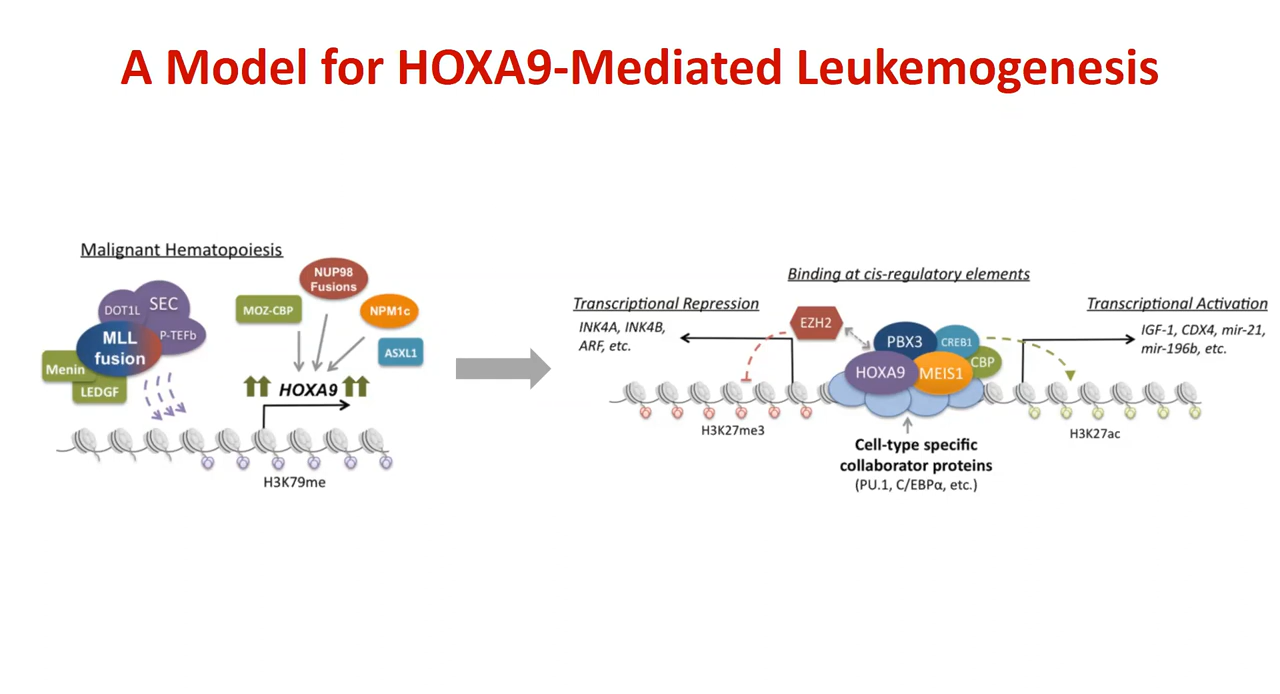 A Model for HOXA9-Mediated Leukemogenesis
Malignant Hematopoiesis
DOT1L
SEC
P-TEFb
MLL
fusion
Menin
LEDGF
MOZ-CBP
NUP98
Fusions
NPM1c
ASXL1
HOXA9
H3K79me
Binding at cis-regulatory elements
Transcriptional Repression
INK4A, INK4B,
ARF, etc.
EZH2
PBX3
CREB1
CBP
HOXA9
MEIS1
Transcriptional Activation
IGF-1, CDX4, mir-21,
mir-196b, etc.
H3K27me3
H3K27ac
Cell-type specific
collaborator proteins
(PU.1, C/EBPα, etc.)